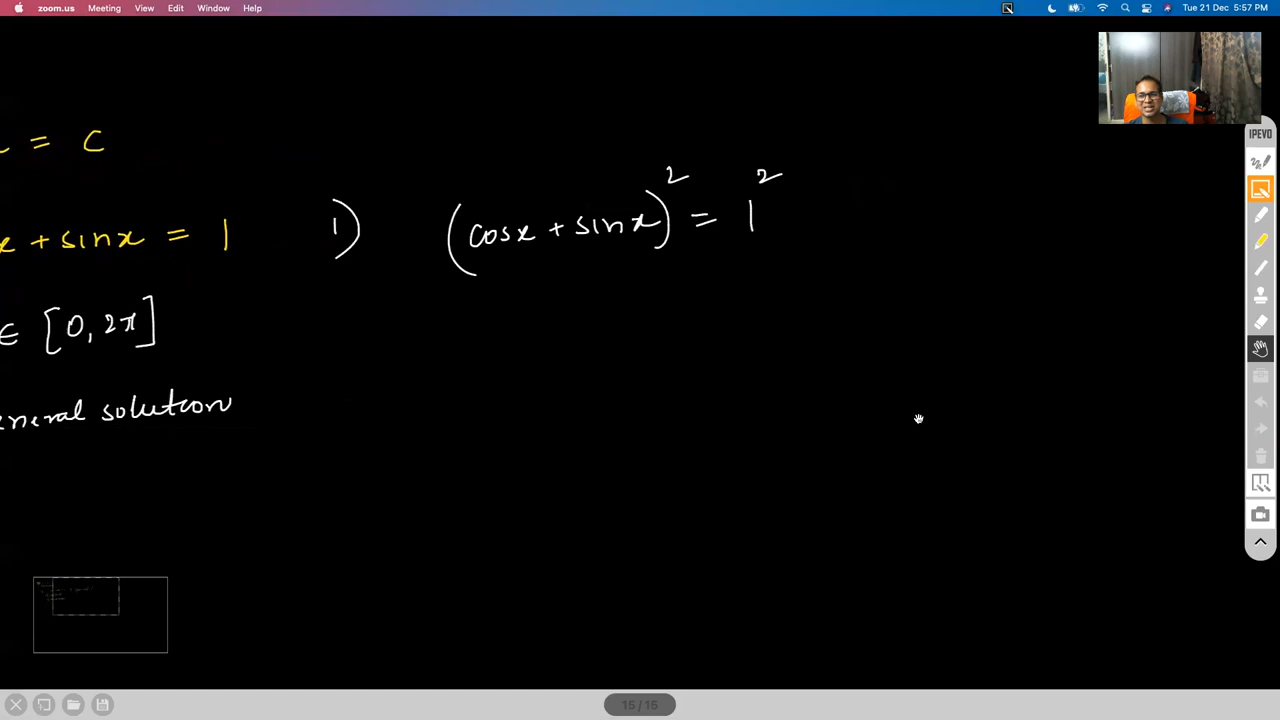 zoom.us Meeting View Edit Window Help
Tue 21 Dec 5:57 PM
IPEVO
= c
x + sinx = 1
1) (cosx + sinx)² = 1²
∈ [0, 2π]
eneral solution
15 / 15